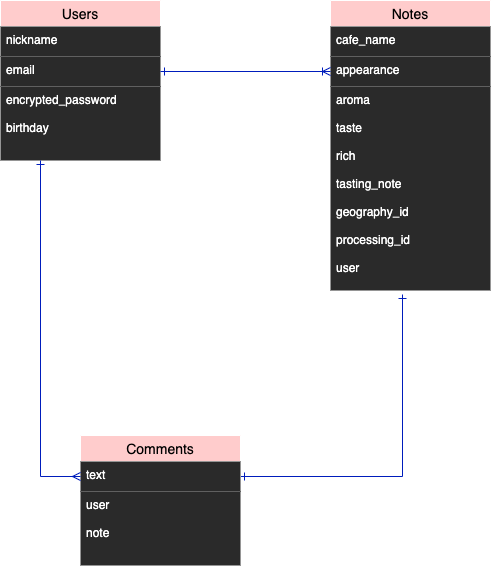 Users
nickname
email
encrypted_password
birthday
Notes
cafe_name
appearance
aroma
taste
rich
tasting_note
geography_id
processing_id
user
Comments
text
user
note